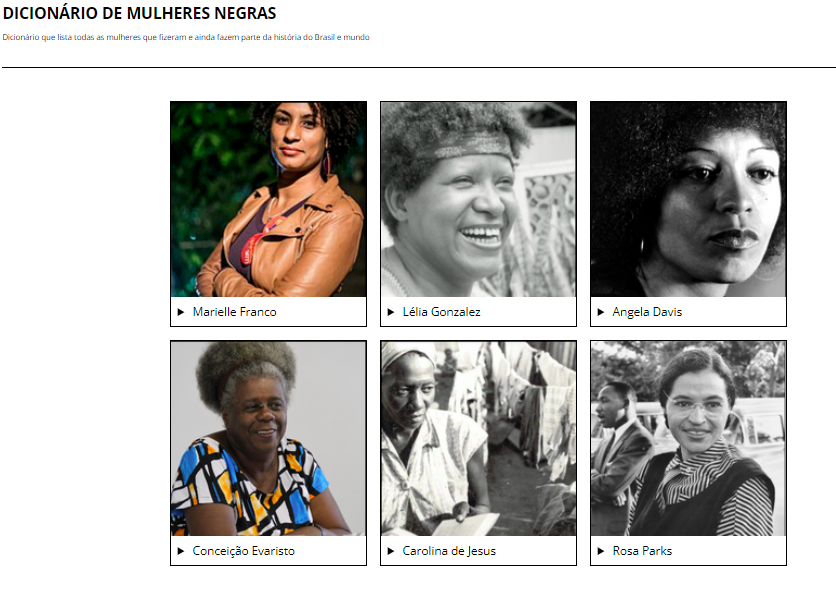 DICIONÁRIO DE MULHERES NEGRAS
Dicionário que lista todas as mulheres que fizeram e ainda fazem parte da história do Brasil e mundo
Marielle Franco
Lélia Gonzalez
Angela Davis
Conceição Evaristo
Carolina de Jesus
Rosa Parks